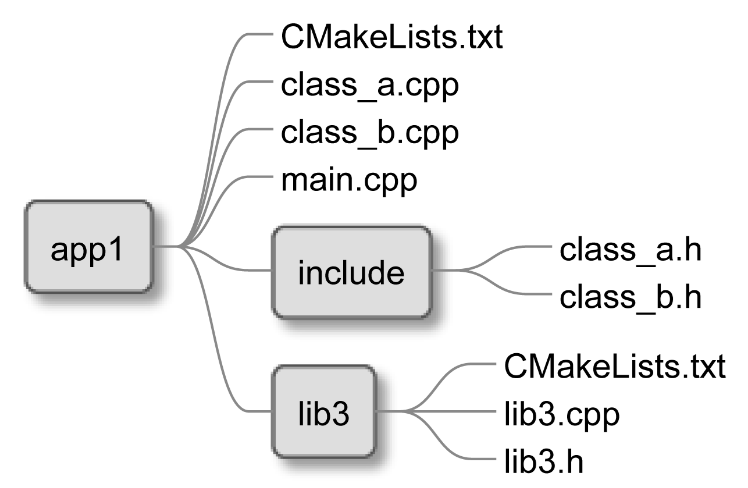 CMakeLists.txt
class_a.cpp
class_b.cpp
main.cpp
app1
include
class_a.h
class_b.h
lib3
CMakeLists.txt
lib3.cpp
lib3.h